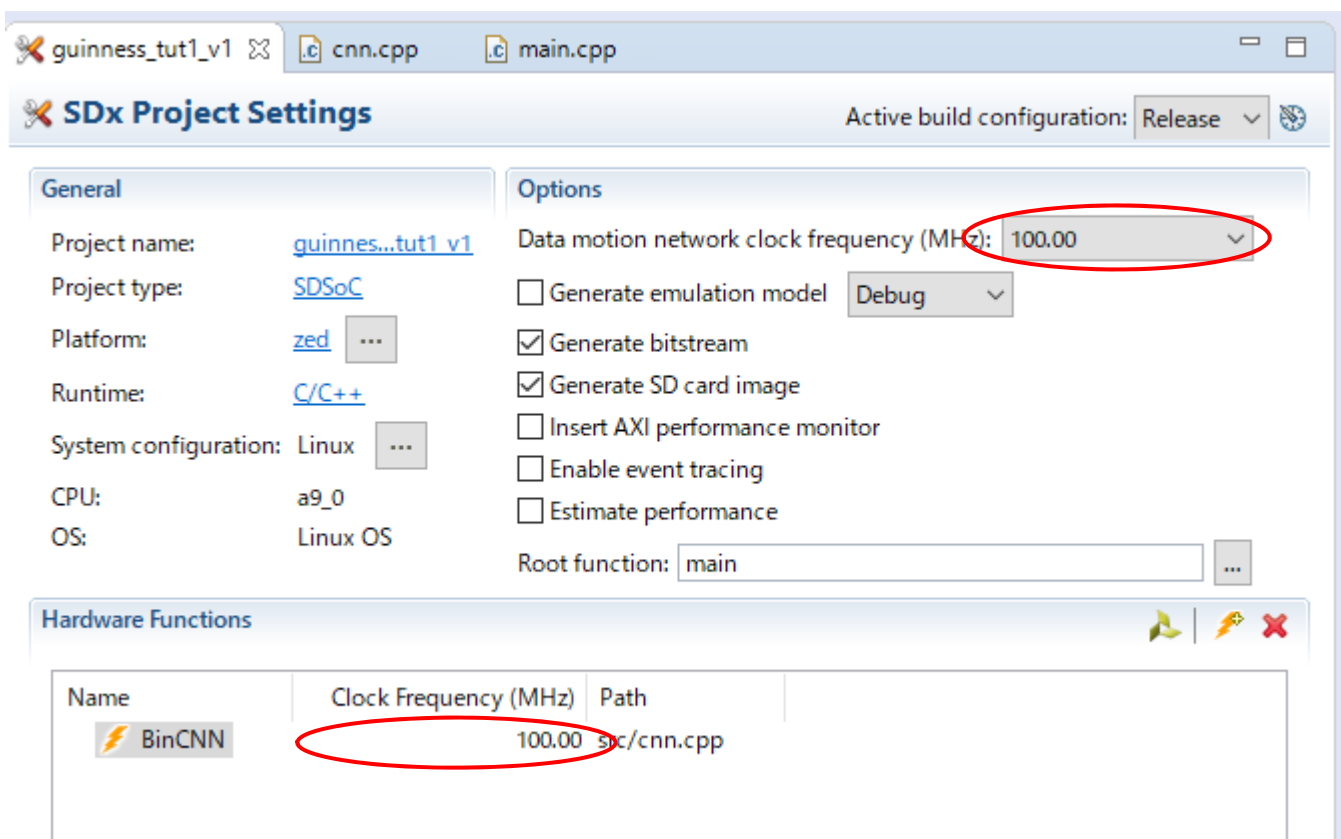 guinness_tut1_v1 cnn.cpp main.cpp
SDx Project Settings
Active build configuration: Release
General
Project name: guinnes...tut1_v1
Project type: SDSoC
Platform: zed ...
Runtime: C/C++
System configuration: Linux ...
CPU: a9_0
OS: Linux OS
Options
Data motion network clock frequency (MHz): 100.00
Generate emulation model Debug
Generate bitstream
Generate SD card image
Insert AXI performance monitor
Enable event tracing
Estimate performance
Root function: main ...
Hardware Functions
Name Clock Frequency (MHz) Path
BinCNN 100.00 src/cnn.cpp